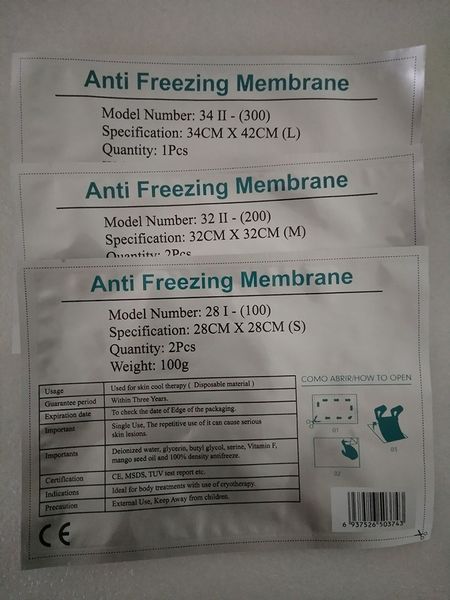 Anti Freezing Membrane
Model Number: 34 II - (300)
Specification: 34CM X 42CM (L)
Quantity: 1Pcs
Anti Freezing Membrane
Model Number: 32 II - (200)
Specification: 32CM X 32CM (M)
Quantity: 2Pcs
Anti Freezing Membrane
Model Number: 28 I - (100)
Specification: 28CM X 28CM (S)
Quantity: 2Pcs
Weight: 100g
Usage Used for skin cool therapy ( Disposable material )
Guarantee period Within Three Years.
Expiration date To check the date of Edge of the packaging.
Important Single Use, The repetitive use of it can cause serious
skin lesions.
Importants Deionized water, glycerin, butyl glycol, serine, Vitamin F,
mango seed oil and 100% density antifreeze.
Certification CE, MSDS, TUV test report etc.
Indications Ideal for body treatments with use of cryotherapy.
Precaution External Use, Keep Away from children.
COMO ABRIR/HOW TO OPEN
01
02
03
CE
6 937526 503743